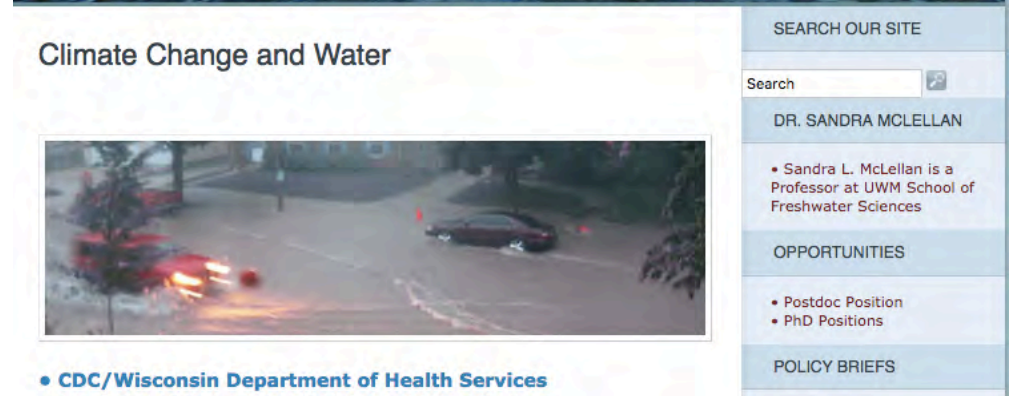 Climate Change and Water
• CDC/Wisconsin Department of Health Services
SEARCH OUR SITE
Search
DR. SANDRA MCLELLAN
• Sandra L. McLellan is a
Professor at UWM School of
Freshwater Sciences
OPPORTUNITIES
• Postdoc Position
• PhD Positions
POLICY BRIEFS